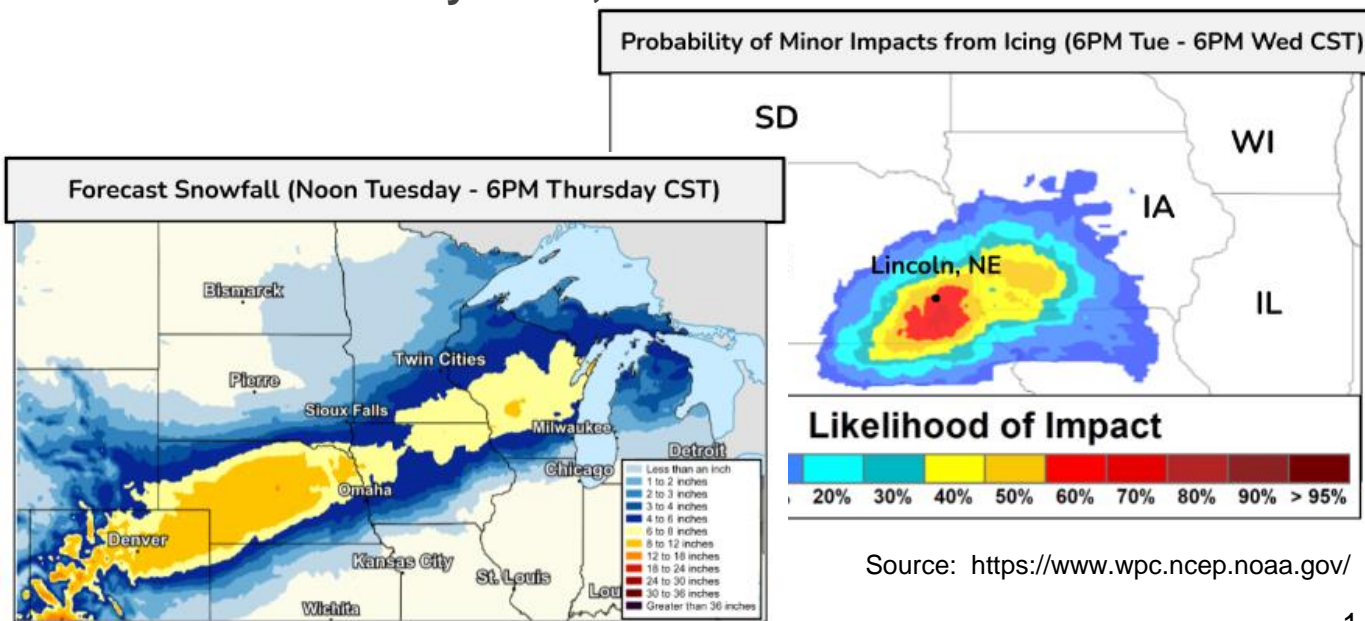 Probability of Minor Impacts from Icing (6PM Tue - 6PM Wed CST)
SD
WI
IA
Lincoln, NE
IL
Likelihood of Impact
20% 30% 40% 50% 60% 70% 80% 90% > 95%
Forecast Snowfall (Noon Tuesday - 6PM Thursday CST)
Bismarck
Twin Cities
Pierre
Sioux Falls
Milwaukee
Detroit
Chicago
Omaha
Denver
Kansas City
St. Louis
Lou
Wichita
Less than an inch
1 to 2 inches
2 to 3 inches
3 to 4 inches
4 to 6 inches
6 to 8 inches
8 to 12 inches
12 to 18 inches
18 to 24 inches
24 to 30 inches
30 to 36 inches
Greater than 36 inches
Source: https://www.wpc.ncep.noaa.gov/